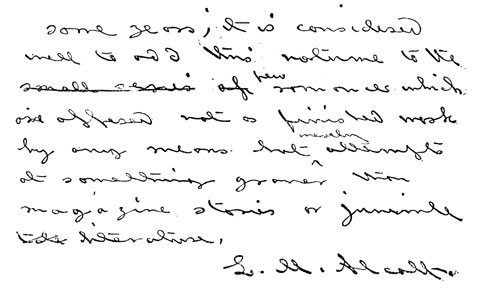 some years, it is considered
well to add this volume to the
small series of few romances which
are offered not as finished work
by any means but merely attempts
at something graver than
magazine stories or juvenile
literature.
L. M. Alcott.